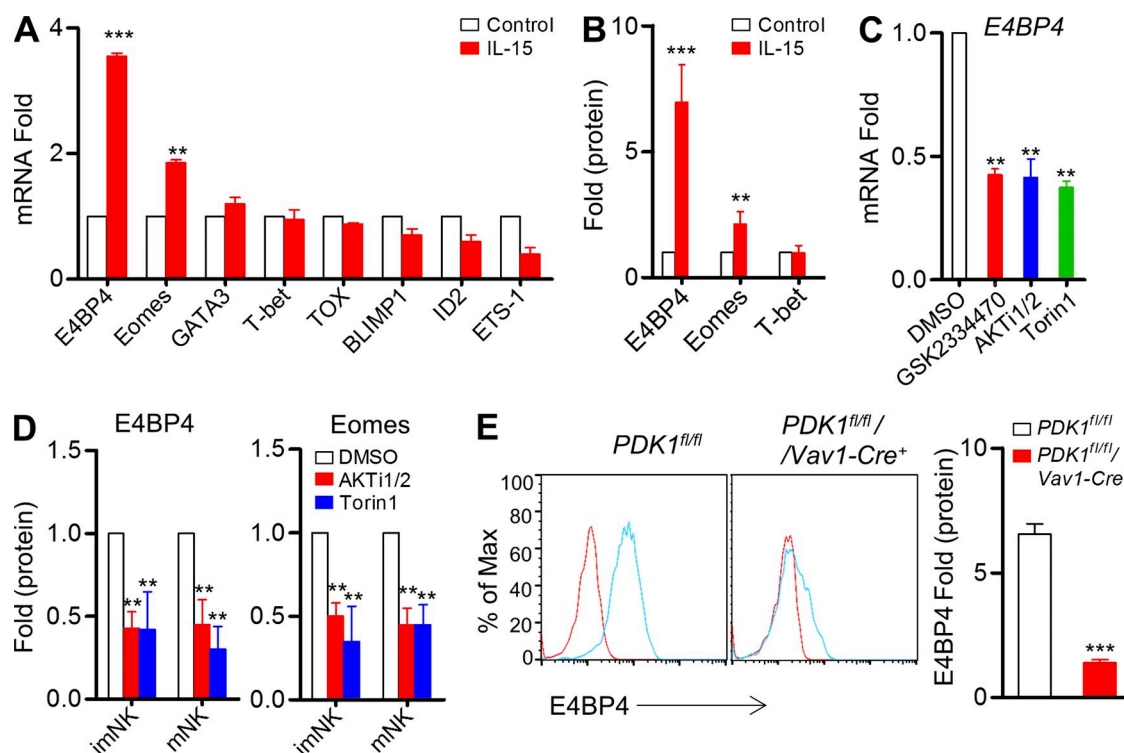 A
mRNA Fold
4
2
0
Control
IL-15
***
**
E4BP4
Eomes
GATA3
T-bet
TOX
BLIMP1
ID2
ETS-1
B
Fold (protein)
10
5
0
Control
IL-15
***
**
E4BP4
Eomes
T-bet
C
E4BP4
mRNA Fold
1.0
0.5
0.0
**
**
**
DMSO
GSK2334470
AKTi1/2
Torin1
D
E4BP4
Fold (protein)
1.5
1.0
0.5
0.0
**
**
**
**
imNK
mNK
Eomes
1.5
1.0
0.5
0.0
DMSO
AKTi1/2
Torin1
**
**
**
**
imNK
mNK
E
PDK1fl/fl
PDK1fl/fl/
/Vav1-Cre+
% of Max
100
80
60
40
20
0
E4BP4
E4BP4 Fold (protein)
10
5
0
PDK1fl/fl
PDK1fl/fl/
Vav1-Cre
***